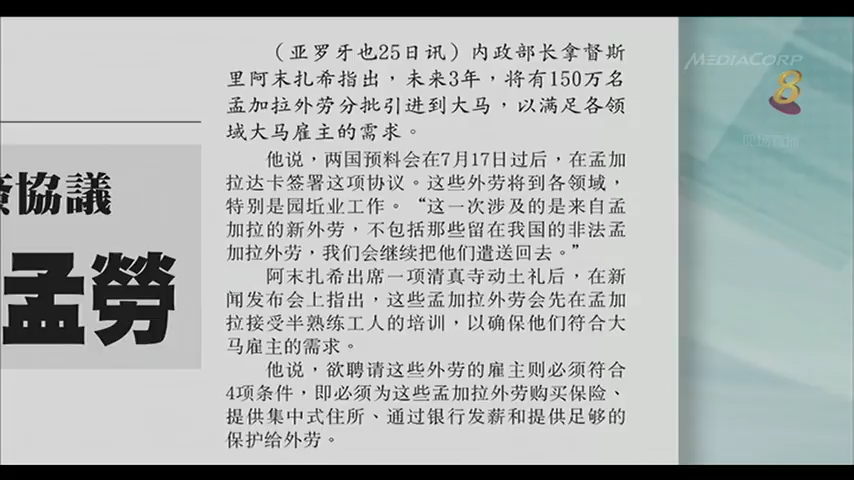 （亚罗牙也25日讯）内政部长拿督斯
里阿末扎希指出，未来3年，将有150万名
孟加拉外劳分批引进到大马，以满足各领
域大马雇主的需求。
他说，两国预料会在7月17日过后，在孟加
拉达卡签署这项协议。这些外劳将到各领域，
特别是园坵业工作。“这一次涉及的是来自孟
加拉的新外劳，不包括那些留在我国的非法孟
加拉外劳，我们会继续把他们遣送回去。”
阿末扎希出席一项清真寺动土礼后，在新
闻发布会上指出，这些孟加拉外劳会先在孟加
拉接受半熟练工人的培训，以确保他们符合大
马雇主的需求。
他说，欲聘请这些外劳的雇主则必须符合
4项条件，即必须为这些孟加拉外劳购买保险、
提供集中式住所、通过银行发薪和提供足够的
保护给外劳。
協議
孟勞
MEDIACORP
8